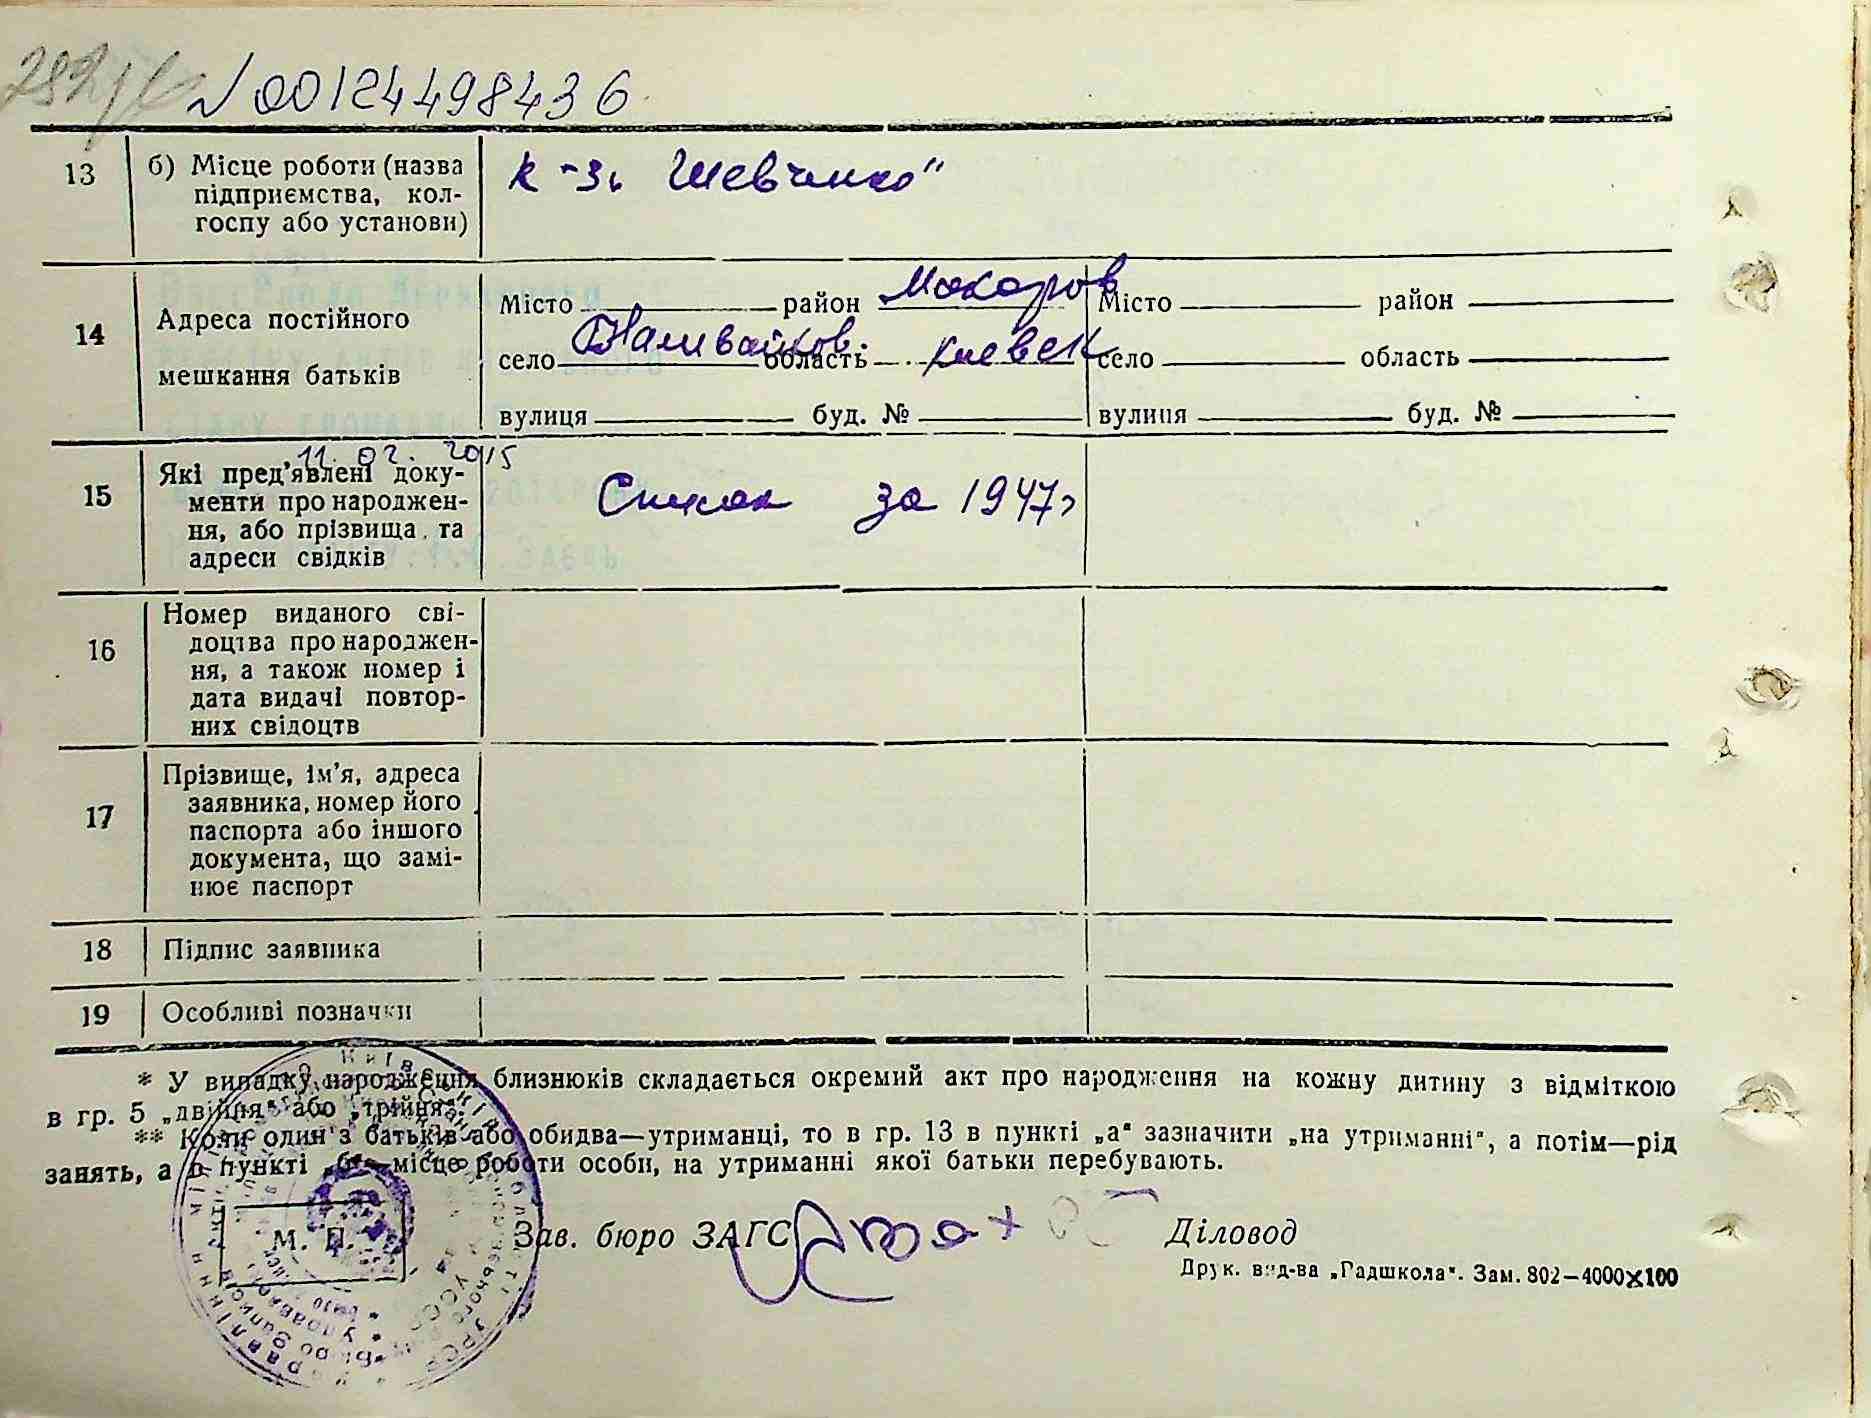 № 00124498436
13 б) Місце роботи (назва підприємства, колгоспу або установи) к-з Шевченко"
14 Адреса постійного мешкання батьків
Місто район Макаров Місто район
село Наливайков. область Киевск село область
вулиця буд. № вулиця буд. №
11.02.2015
15 Які пред'явлені документи про народження, або прізвища та адреси свідків Список за 1947г
16 Номер виданого свідоцтва про народження, а також номер і дата видачі повторних свідоцтв
17 Прізвище, ім'я, адреса заявника, номер його паспорта або іншого документа, що замінює паспорт
18 Підпис заявника
19 Особливі позначки
* У випадку народження близнюків складається окремий акт про народження на кожну дитину з відміткою
в гр. 5 „двійня" або „трійня".
** Коли один з батьків або обидва—утриманці, то в гр. 13 в пункті „а" зазначити „на утриманні", а потім—рід
занять, а в пункті „б"—місце роботи особи, на утриманні якої батьки перебувають.
М. П. Зав. бюро ЗАГС Діловод
Друк. вид-ва „Радшкола". Зам. 802—4000×100